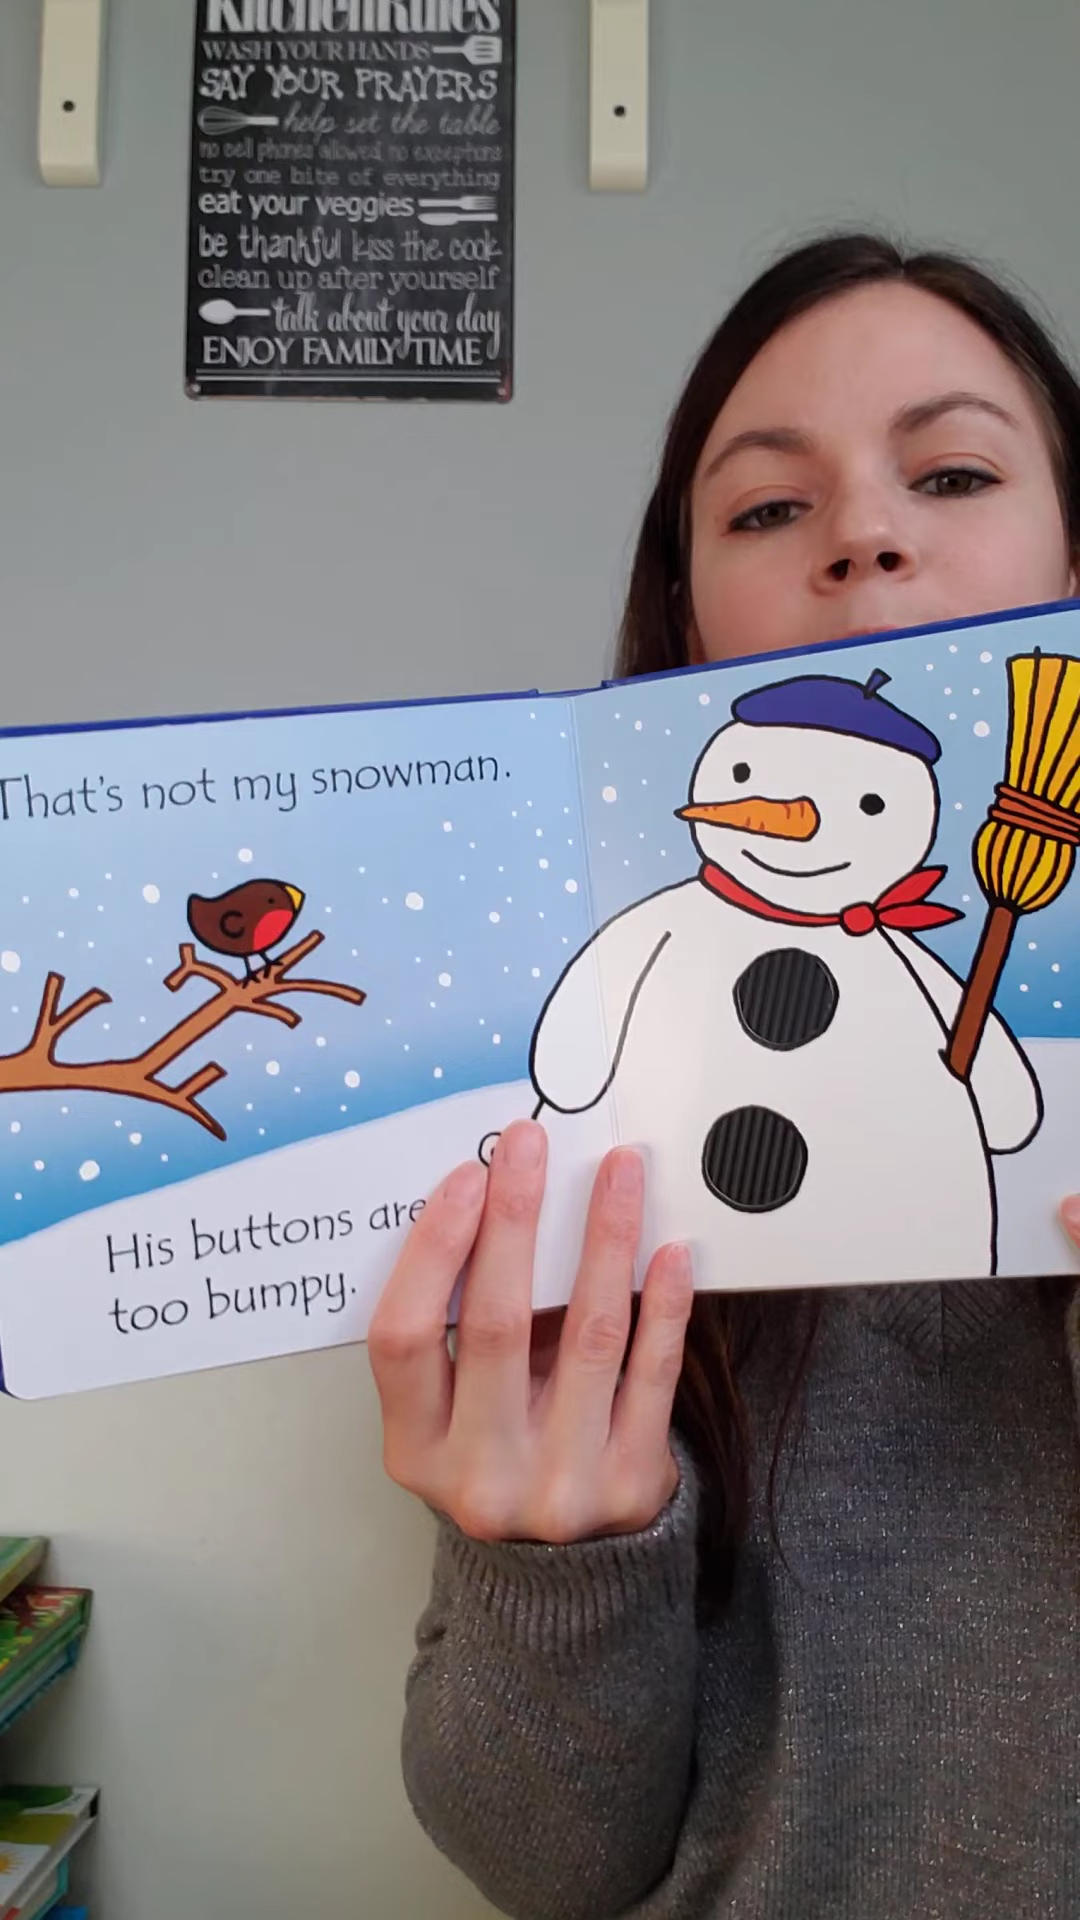 Kitchen Rules
WASH YOUR HANDS
SAY YOUR PRAYERS
help set the table
no cell phones allowed, no exceptions
try one bite of everything
eat your veggies
be thankful kiss the cook
clean up after yourself
talk about your day
ENJOY FAMILY TIME
That's not my snowman.
His buttons are
too bumpy.